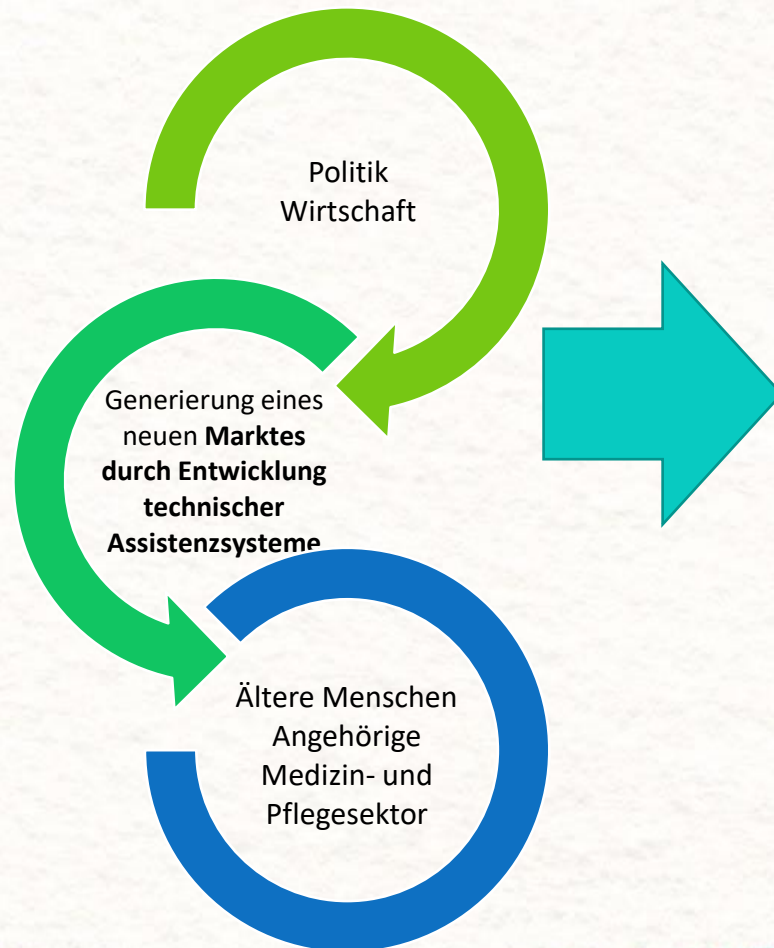 Politik
Wirtschaft
Generierung eines
neuen Marktes
durch Entwicklung
technischer
Assistenzsysteme
Ältere Menschen
Angehörige
Medizin- und
Pflegesektor